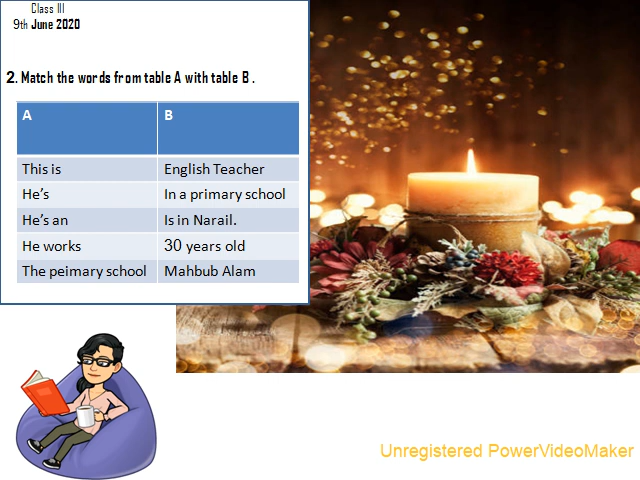 Class III
9th June 2020
2. Match the words from table A with table B .
A B
This is English Teacher
He's In a primary school
He's an Is in Narail.
He works 30 years old
The peimary school Mahbub Alam
Unregistered PowerVideoMaker